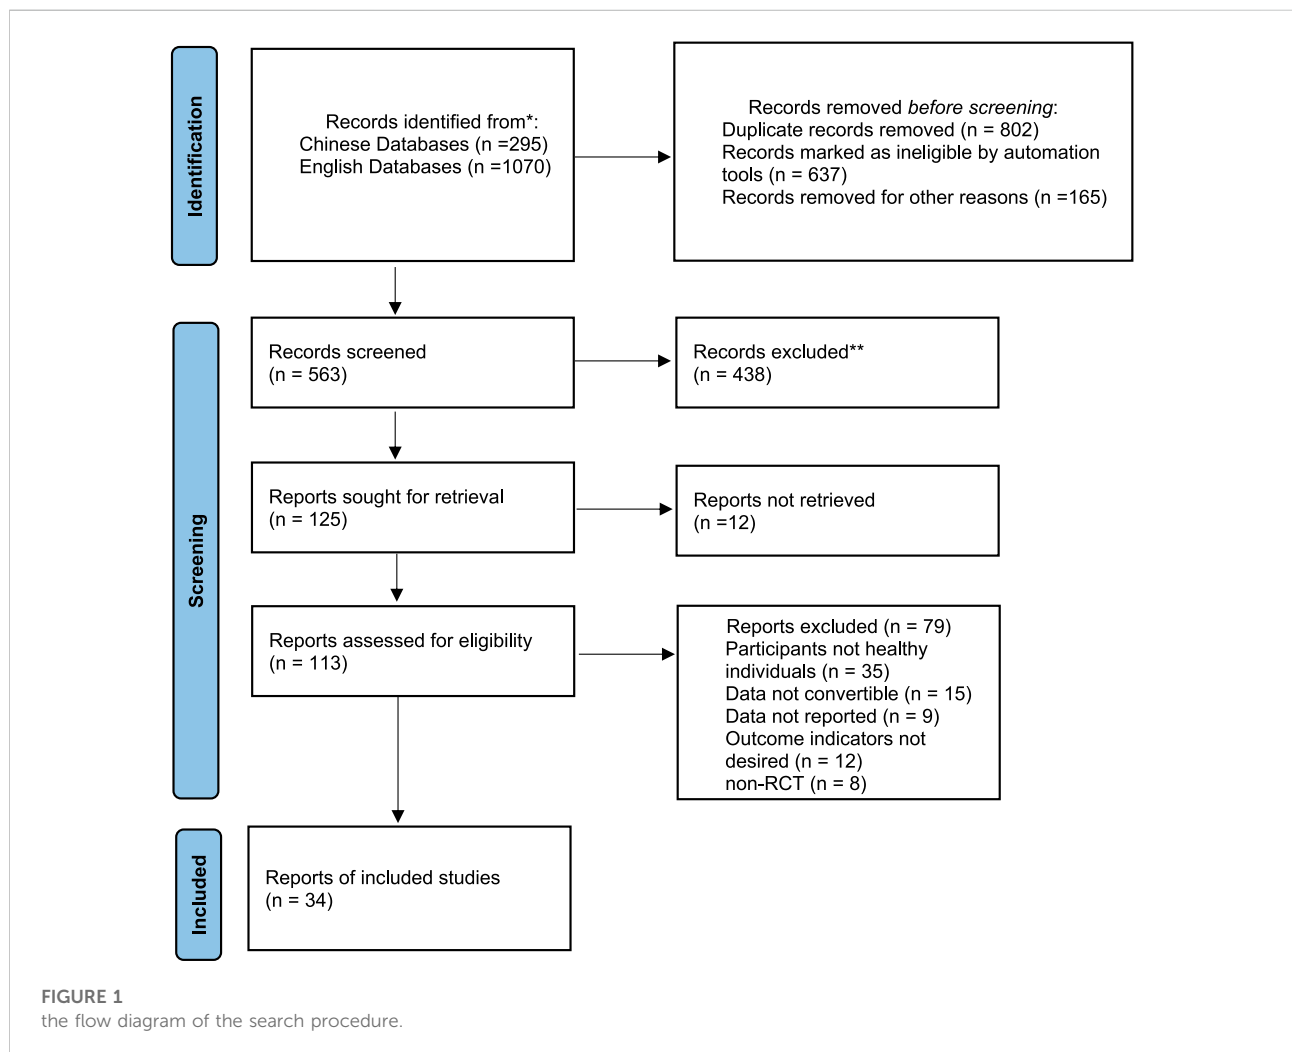 Identification
Records identified from*:
Chinese Databases (n =295)
English Databases (n =1070)
Records removed before screening:
Duplicate records removed (n = 802)
Records marked as ineligible by automation
tools (n = 637)
Records removed for other reasons (n =165)
Screening
Records screened
(n = 563)
Records excluded**
(n = 438)
Reports sought for retrieval
(n = 125)
Reports not retrieved
(n =12)
Reports assessed for eligibility
(n = 113)
Reports excluded (n = 79)
Participants not healthy
individuals (n = 35)
Data not convertible (n = 15)
Data not reported (n = 9)
Outcome indicators not
desired (n = 12)
non-RCT (n = 8)
Included
Reports of included studies
(n = 34)
FIGURE 1
the flow diagram of the search procedure.